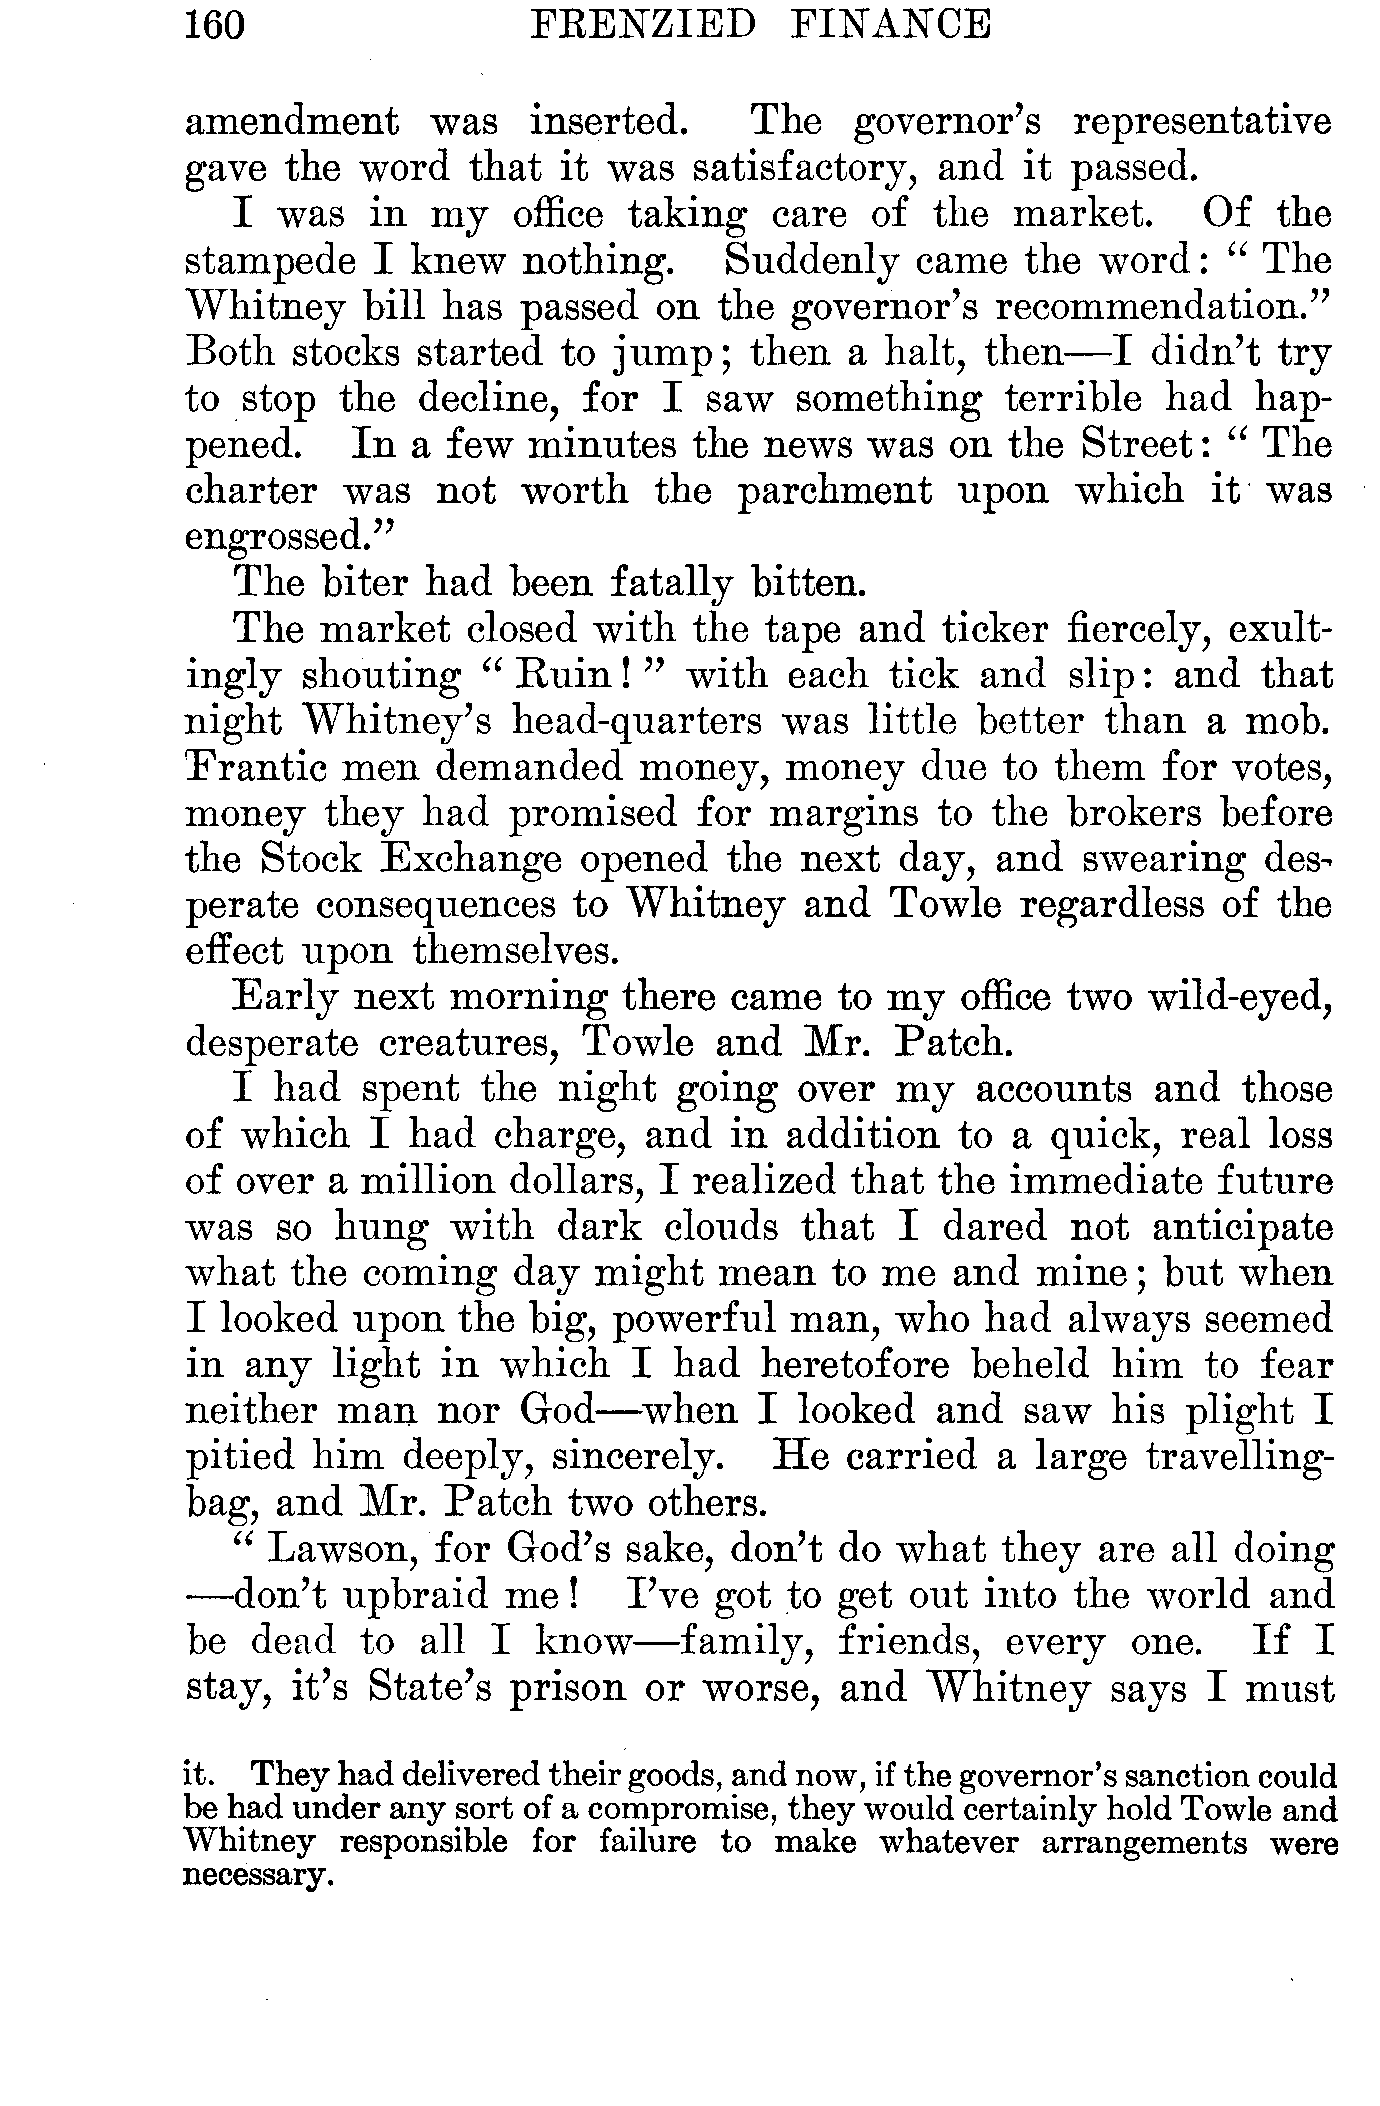 160 FRENZIED FINANCE
amendment was inserted. The governor's representative
gave the word that it was satisfactory, and it passed.
I was in my office taking care of the market. Of the
stampede I knew nothing. Suddenly came the word: " The
Whitney bill has passed on the governor's recommendation."
Both stocks started to jump; then a halt, then—I didn't try
to stop the decline, for I saw something terrible had hap-
pened. In a few minutes the news was on the Street: " The
charter was not worth the parchment upon which it was
engrossed."
The biter had been fatally bitten.
The market closed with the tape and ticker fiercely, exult-
ingly shouting " Ruin! " with each tick and slip: and that
night Whitney's head-quarters was little better than a mob.
Frantic men demanded money, money due to them for votes,
money they had promised for margins to the brokers before
the Stock Exchange opened the next day, and swearing des-
perate consequences to Whitney and Towle regardless of the
effect upon themselves.
Early next morning there came to my office two wild-eyed,
desperate creatures, Towle and Mr. Patch.
I had spent the night going over my accounts and those
of which I had charge, and in addition to a quick, real loss
of over a million dollars, I realized that the immediate future
was so hung with dark clouds that I dared not anticipate
what the coming day might mean to me and mine; but when
I looked upon the big, powerful man, who had always seemed
in any light in which I had heretofore beheld him to fear
neither man nor God—when I looked and saw his plight I
pitied him deeply, sincerely. He carried a large travelling-
bag, and Mr. Patch two others.
" Lawson, for God's sake, don't do what they are all doing
—don't upbraid me! I've got to get out into the world and
be dead to all I know—family, friends, every one. If I
stay, it's State's prison or worse, and Whitney says I must
it. They had delivered their goods, and now, if the governor's sanction could
be had under any sort of a compromise, they would certainly hold Towle and
Whitney responsible for failure to make whatever arrangements were
necessary.